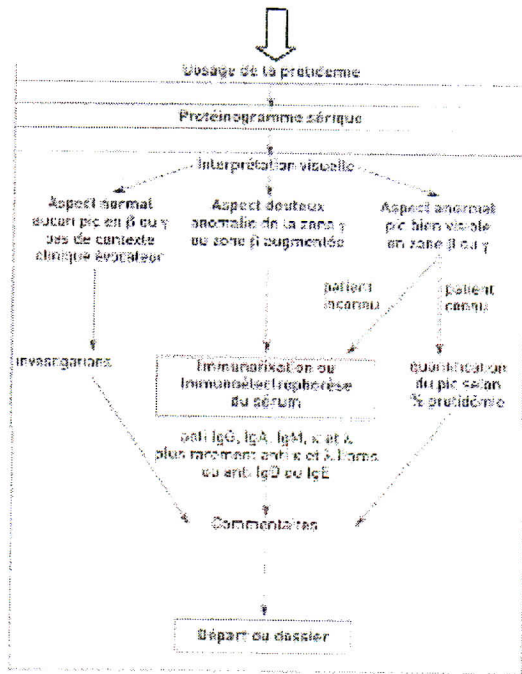 Dosage de la protidémie
Protéinogramme sérique
Interprétation visuelle
Aspect normal
aucun pic en β ou γ
pas de contexte
clinique évocateur
Aspect douteux
anomalie de la zone γ
ou zone β augmentée
Aspect anormal
pic bien visible
en zone β ou γ
patient
inconnu
patient
connu
investigations
Immunofixation ou
Immunoélectrophorèse
du sérum
quantification
du pic selon
% protidémie
anti IgG, IgA, IgM, κ et λ
plus rarement anti κ et λ libres
ou anti IgD ou IgE
Commentaires
Départ du dossier